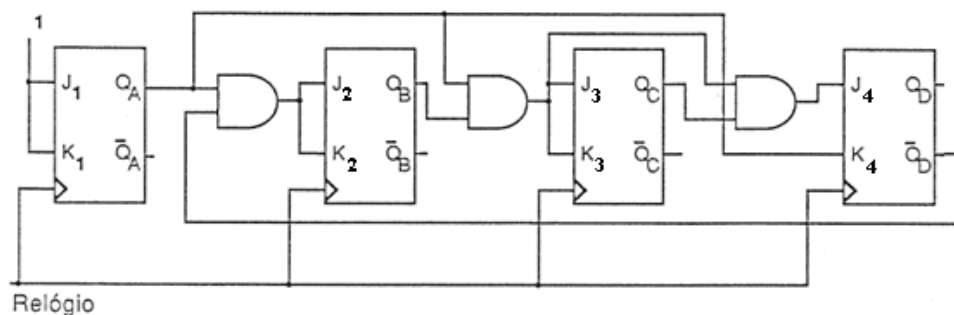 1
J1 QA
K1 Q̄A
J2 QB
K2 Q̄B
J3 QC
K3 Q̄C
J4 QD
K4 Q̄D
Relógio